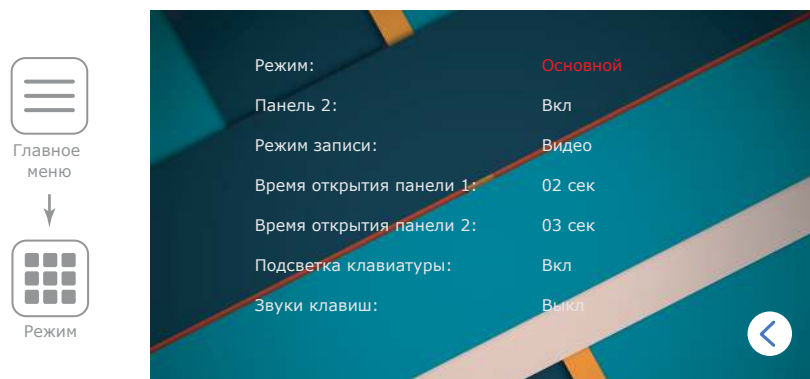 Главное
меню
Режим
Режим: Основной
Панель 2: Вкл
Режим записи: Видео
Время открытия панели 1: 02 сек
Время открытия панели 2: 03 сек
Подсветка клавиатуры: Вкл
Звуки клавиш: Выкл